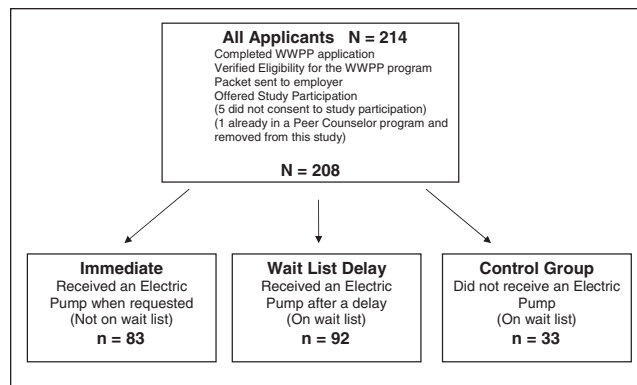 All Applicants N = 214
Completed WWPP application
Verified Eligibility for the WWPP program
Packet sent to employer
Offered Study Participation
(5 did not consent to study participation)
(1 already in a Peer Counselor program and
removed from this study)
N = 208
Immediate
Received an Electric
Pump when requested
(Not on wait list)
n = 83
Wait List Delay
Received an Electric
Pump after a delay
(On wait list)
n = 92
Control Group
Did not receive an Electric
Pump
(On wait list)
n = 33